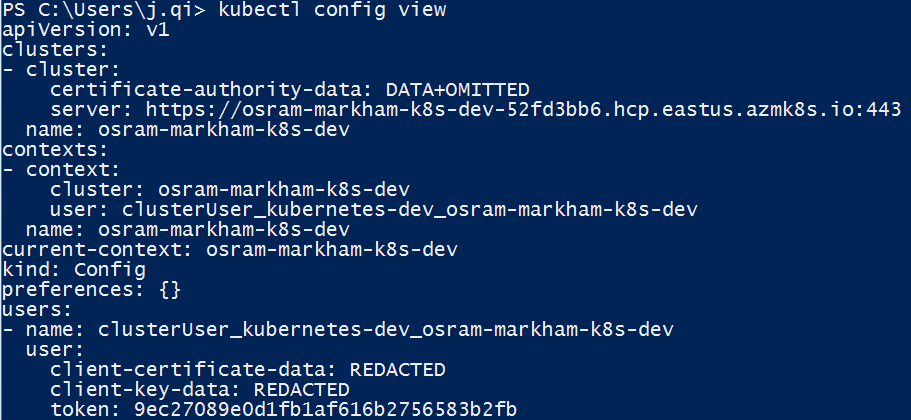 PS C:\Users\j.qi> kubectl config view
apiVersion: v1
clusters:
- cluster:
    certificate-authority-data: DATA+OMITTED
    server: https://osram-markham-k8s-dev-52fd3bb6.hcp.eastus.azmk8s.io:443
  name: osram-markham-k8s-dev
contexts:
- context:
    cluster: osram-markham-k8s-dev
    user: clusterUser_kubernetes-dev_osram-markham-k8s-dev
  name: osram-markham-k8s-dev
current-context: osram-markham-k8s-dev
kind: Config
preferences: {}
users:
- name: clusterUser_kubernetes-dev_osram-markham-k8s-dev
  user:
    client-certificate-data: REDACTED
    client-key-data: REDACTED
    token: 9ec27089e0d1fb1af616b2756583b2fb